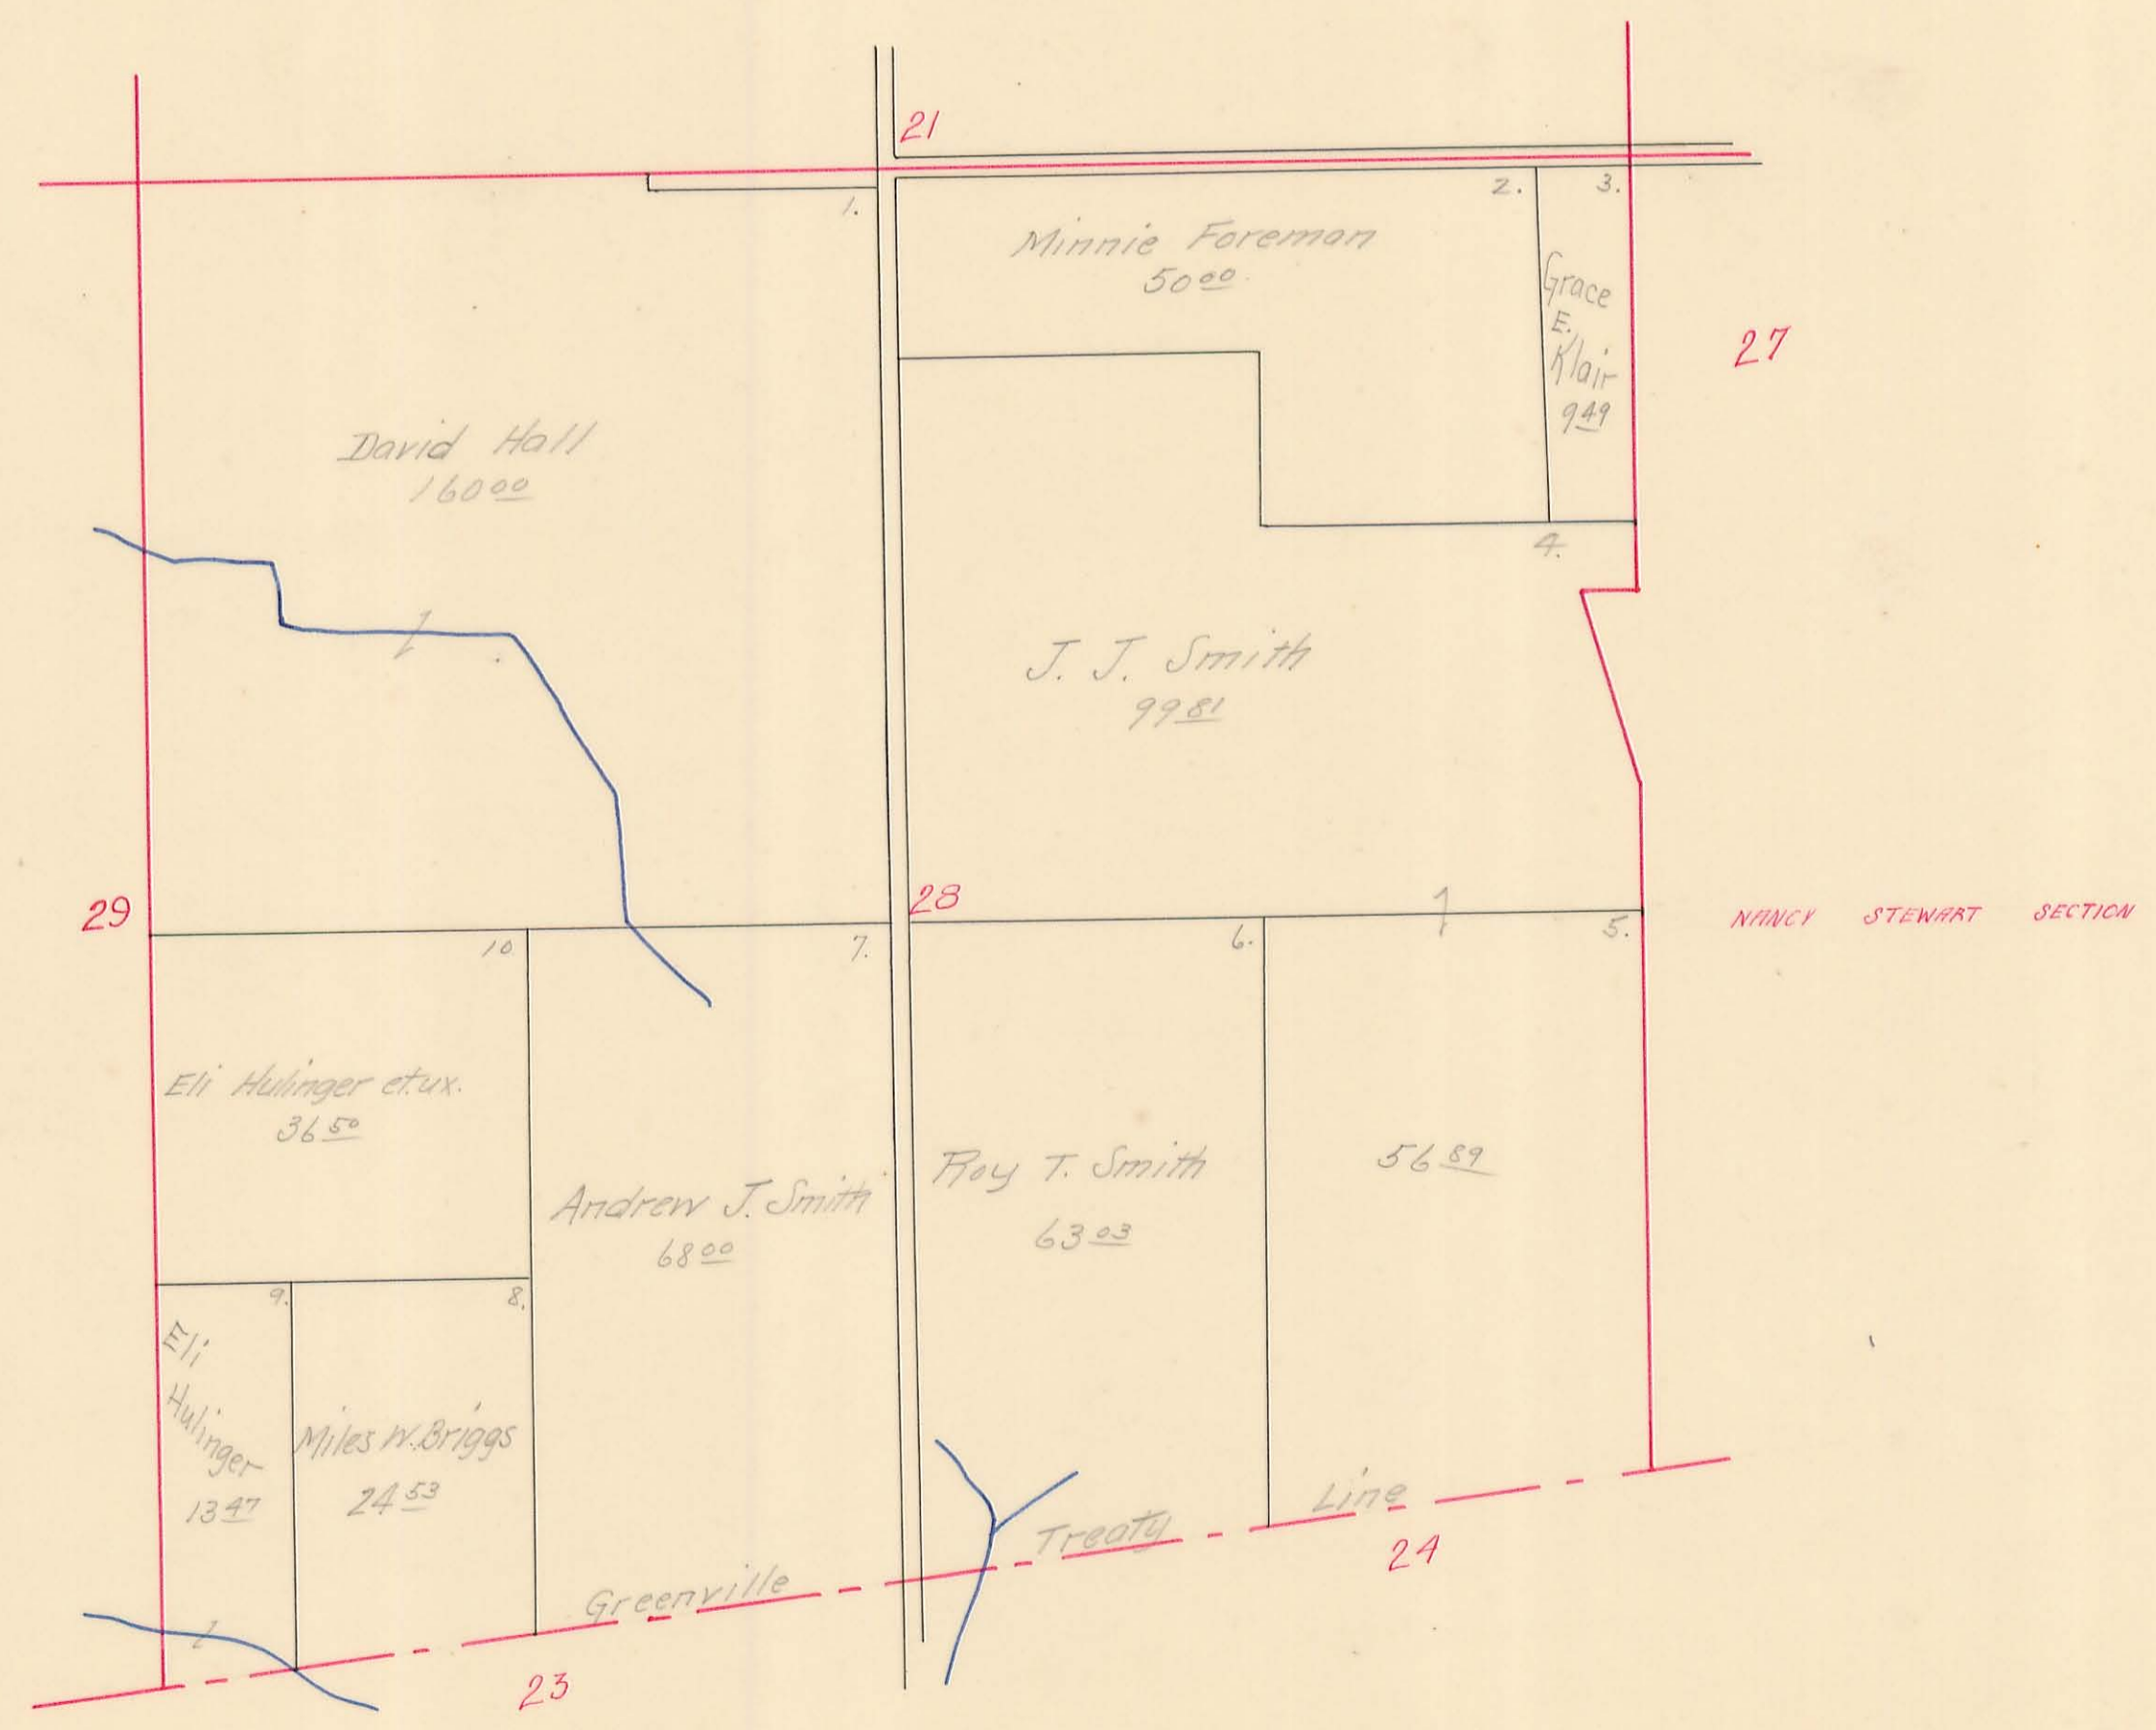 21
1.
2.
3.
Minnie Foreman
50 00
Grace
E.
Klair
9 49
27
David Hall
160 00
4.
J. J. Smith
99 81
29
28
NANCY STEWART SECTION
10
7.
6.
5.
Eli Hulinger et.ux.
36 50
Andrew J. Smith
68 00
Roy T. Smith
63 03
56 89
9.
8.
Eli
Hulinger
13 47
Miles W. Briggs
24 53
Greenville Treaty Line
23
24